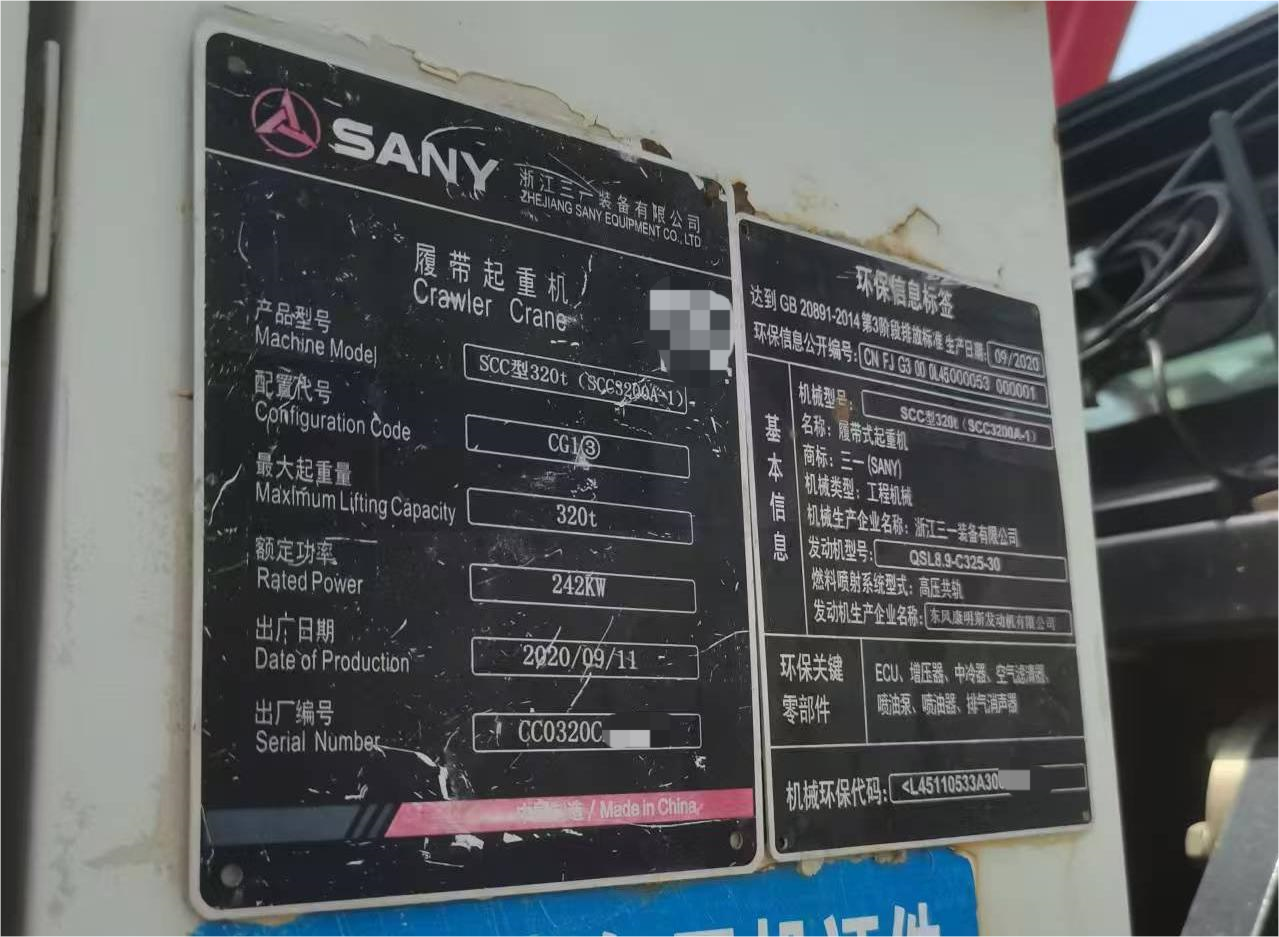 SANY
浙江三一装备有限公司
ZHEJIANG SANY EQUIPMENT CO., LTD
履带起重机
Crawler Crane
产品型号
Machine Model
SCC型320t（SCC3200A-1）
配置代号
Configuration Code
CG1③
最大起重量
Maximum Lifting Capacity
320t
额定功率
Rated Power
242KW
出厂日期
Date of Production
2020/09/11
出厂编号
Serial Number
CC0320C
中国制造 / Made in China
环保信息标签
达到 GB 20891-2014 第3阶段排放标准 生产日期: 09/2020
环保信息公开编号: CN FJ G3 00 0L45000053 000001
基本信息
机械型号: SCC型320t（SCC3200A-1）
名称: 履带式起重机
商标: 三一(SANY)
机械类型: 工程机械
机械生产企业名称: 浙江三一装备有限公司
发动机型号: QSL8.9-C325-30
燃料喷射系统型式: 高压共轨
发动机生产企业名称: 东风康明斯发动机有限公司
环保关键
零部件
ECU、增压器、中冷器、空气滤清器、
喷油泵、喷油器、排气消声器
机械环保代码: <L45110533A300